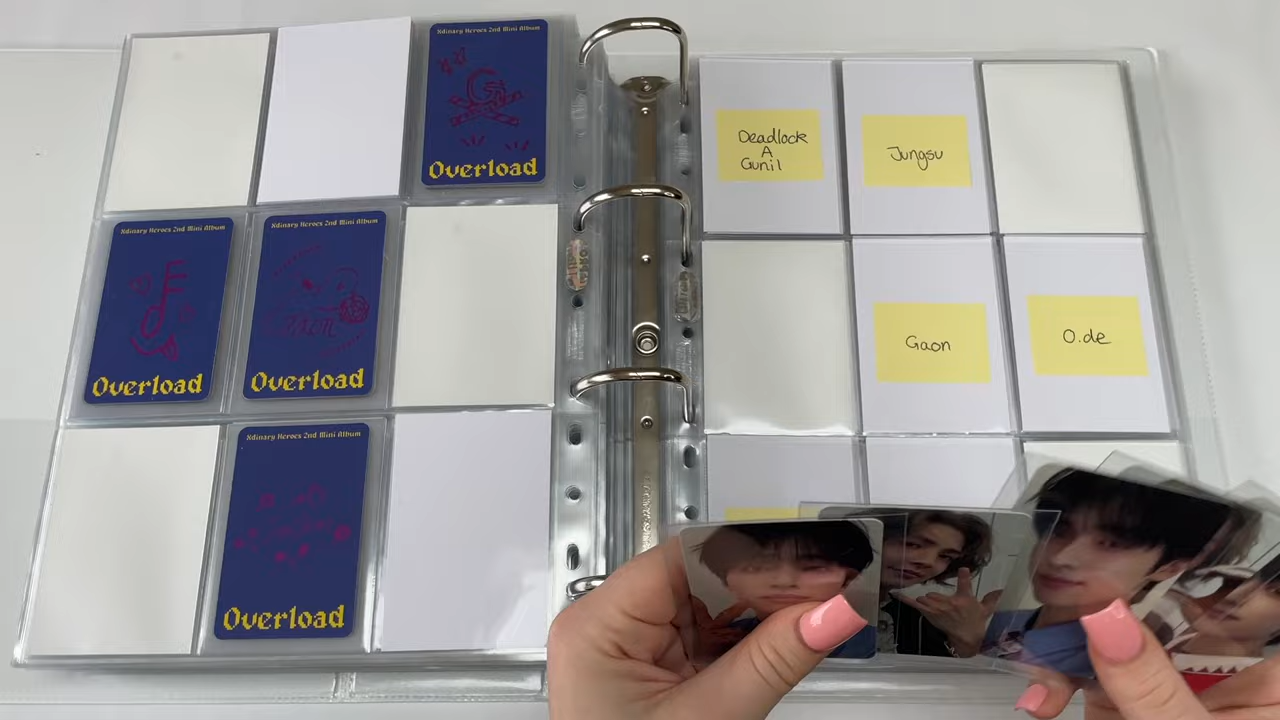 Xdinary Heroes 2nd Mini Album
Overload
Xdinary Heroes 2nd Mini Album
Overload
Xdinary Heroes 2nd Mini Album
Overload
Xdinary Heroes 2nd Mini Album
Overload
Deadlock
A
Gunil
Jungsu
Gaon
O.de